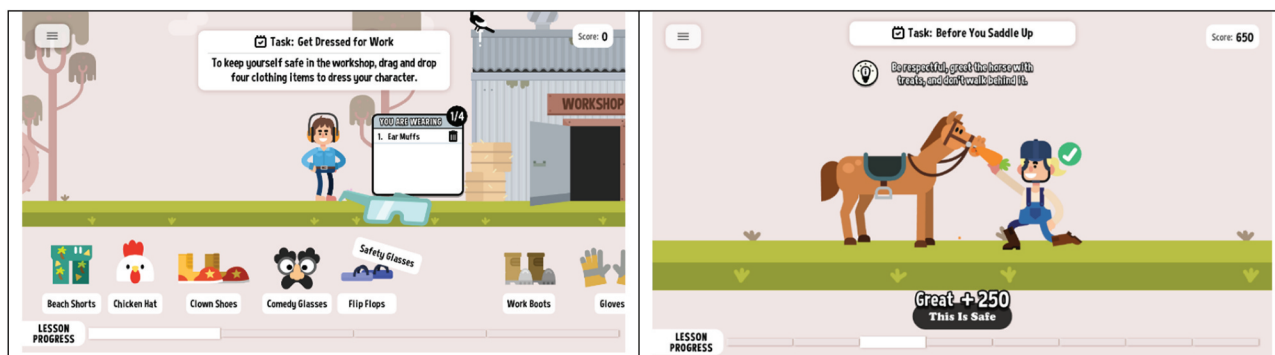 Task: Get Dressed for Work
To keep yourself safe in the workshop, drag and drop
four clothing items to dress your character.
Score: 0
WORKSHOP
YOU ARE WEARING 1/4
1. Ear Muffs
Safety Glasses
Beach Shorts
Chicken Hat
Clown Shoes
Comedy Glasses
Flip Flops
Work Boots
Gloves
LESSON
PROGRESS
Task: Before You Saddle Up
Score: 650
Be respectful, greet the horse with
treats, and don't walk behind it.
Great + 250
This Is Safe
LESSON
PROGRESS